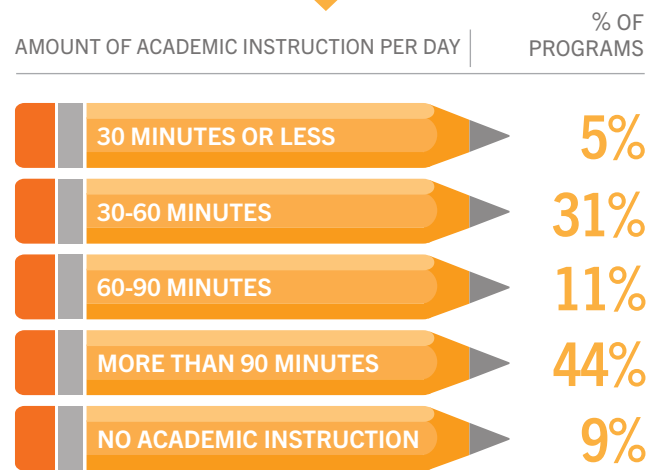 AMOUNT OF ACADEMIC INSTRUCTION PER DAY
% OF
PROGRAMS
30 MINUTES OR LESS
5%
30-60 MINUTES
31%
60-90 MINUTES
11%
MORE THAN 90 MINUTES
44%
NO ACADEMIC INSTRUCTION
9%